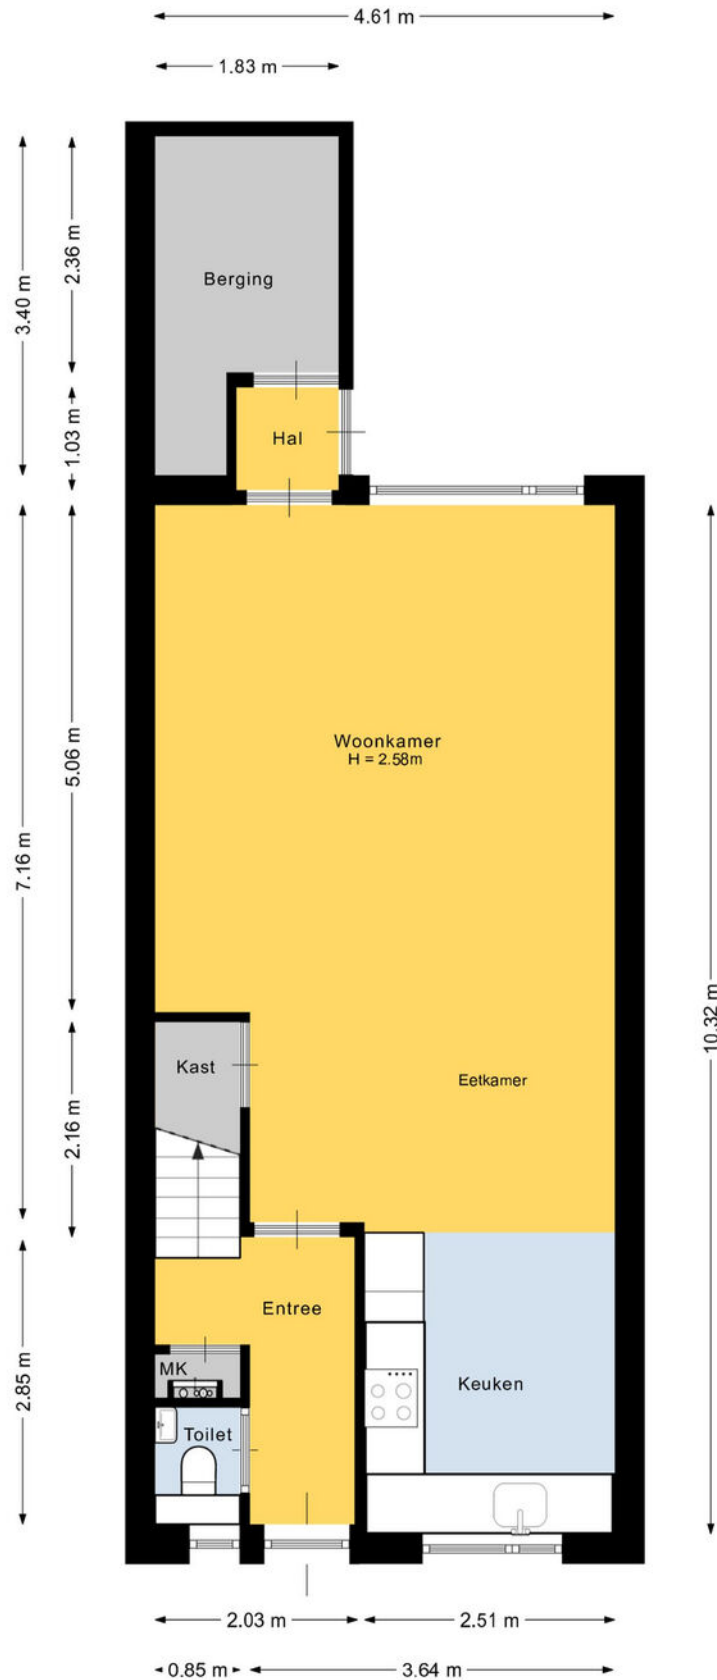 4.61 m
1.83 m
3.40 m
2.36 m
Berging
1.03 m
Hal
Woonkamer
H = 2.58m
5.06 m
7.16 m
10.32 m
Kast
Eetkamer
2.16 m
Entree
MK
Keuken
2.85 m
Toilet
2.03 m
2.51 m
0.85 m
3.64 m